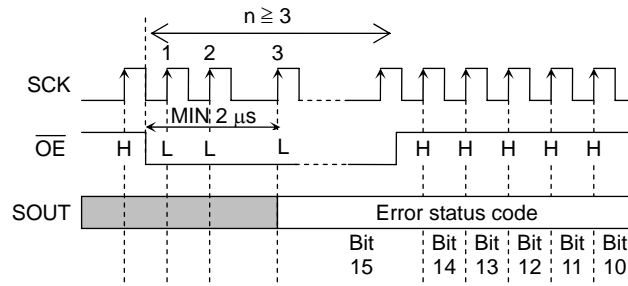 n ≧ 3
1 2 3
SCK
MIN 2 μs
OE H L L L H H H H H
SOUT Error status code
Bit 15 Bit 14 Bit 13 Bit 12 Bit 11 Bit 10